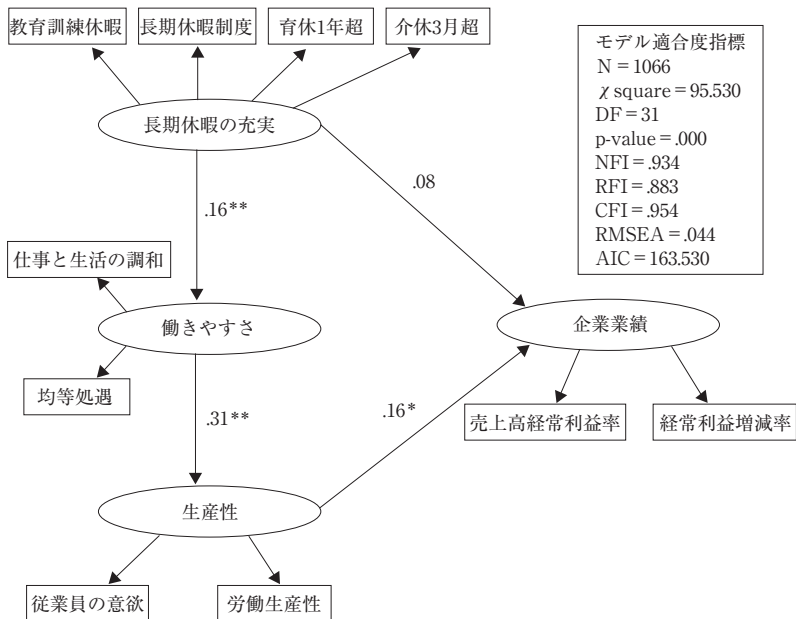 教育訓練休暇
長期休暇制度
育休1年超
介休3月超
長期休暇の充実
モデル適合度指標
N = 1066
χ square = 95.530
DF = 31
p-value = .000
NFI = .934
RFI = .883
CFI = .954
RMSEA = .044
AIC = 163.530
.08
.16**
仕事と生活の調和
働きやすさ
企業業績
均等処遇
.31**
.16*
売上高経常利益率
経常利益増減率
生産性
従業員の意欲
労働生産性